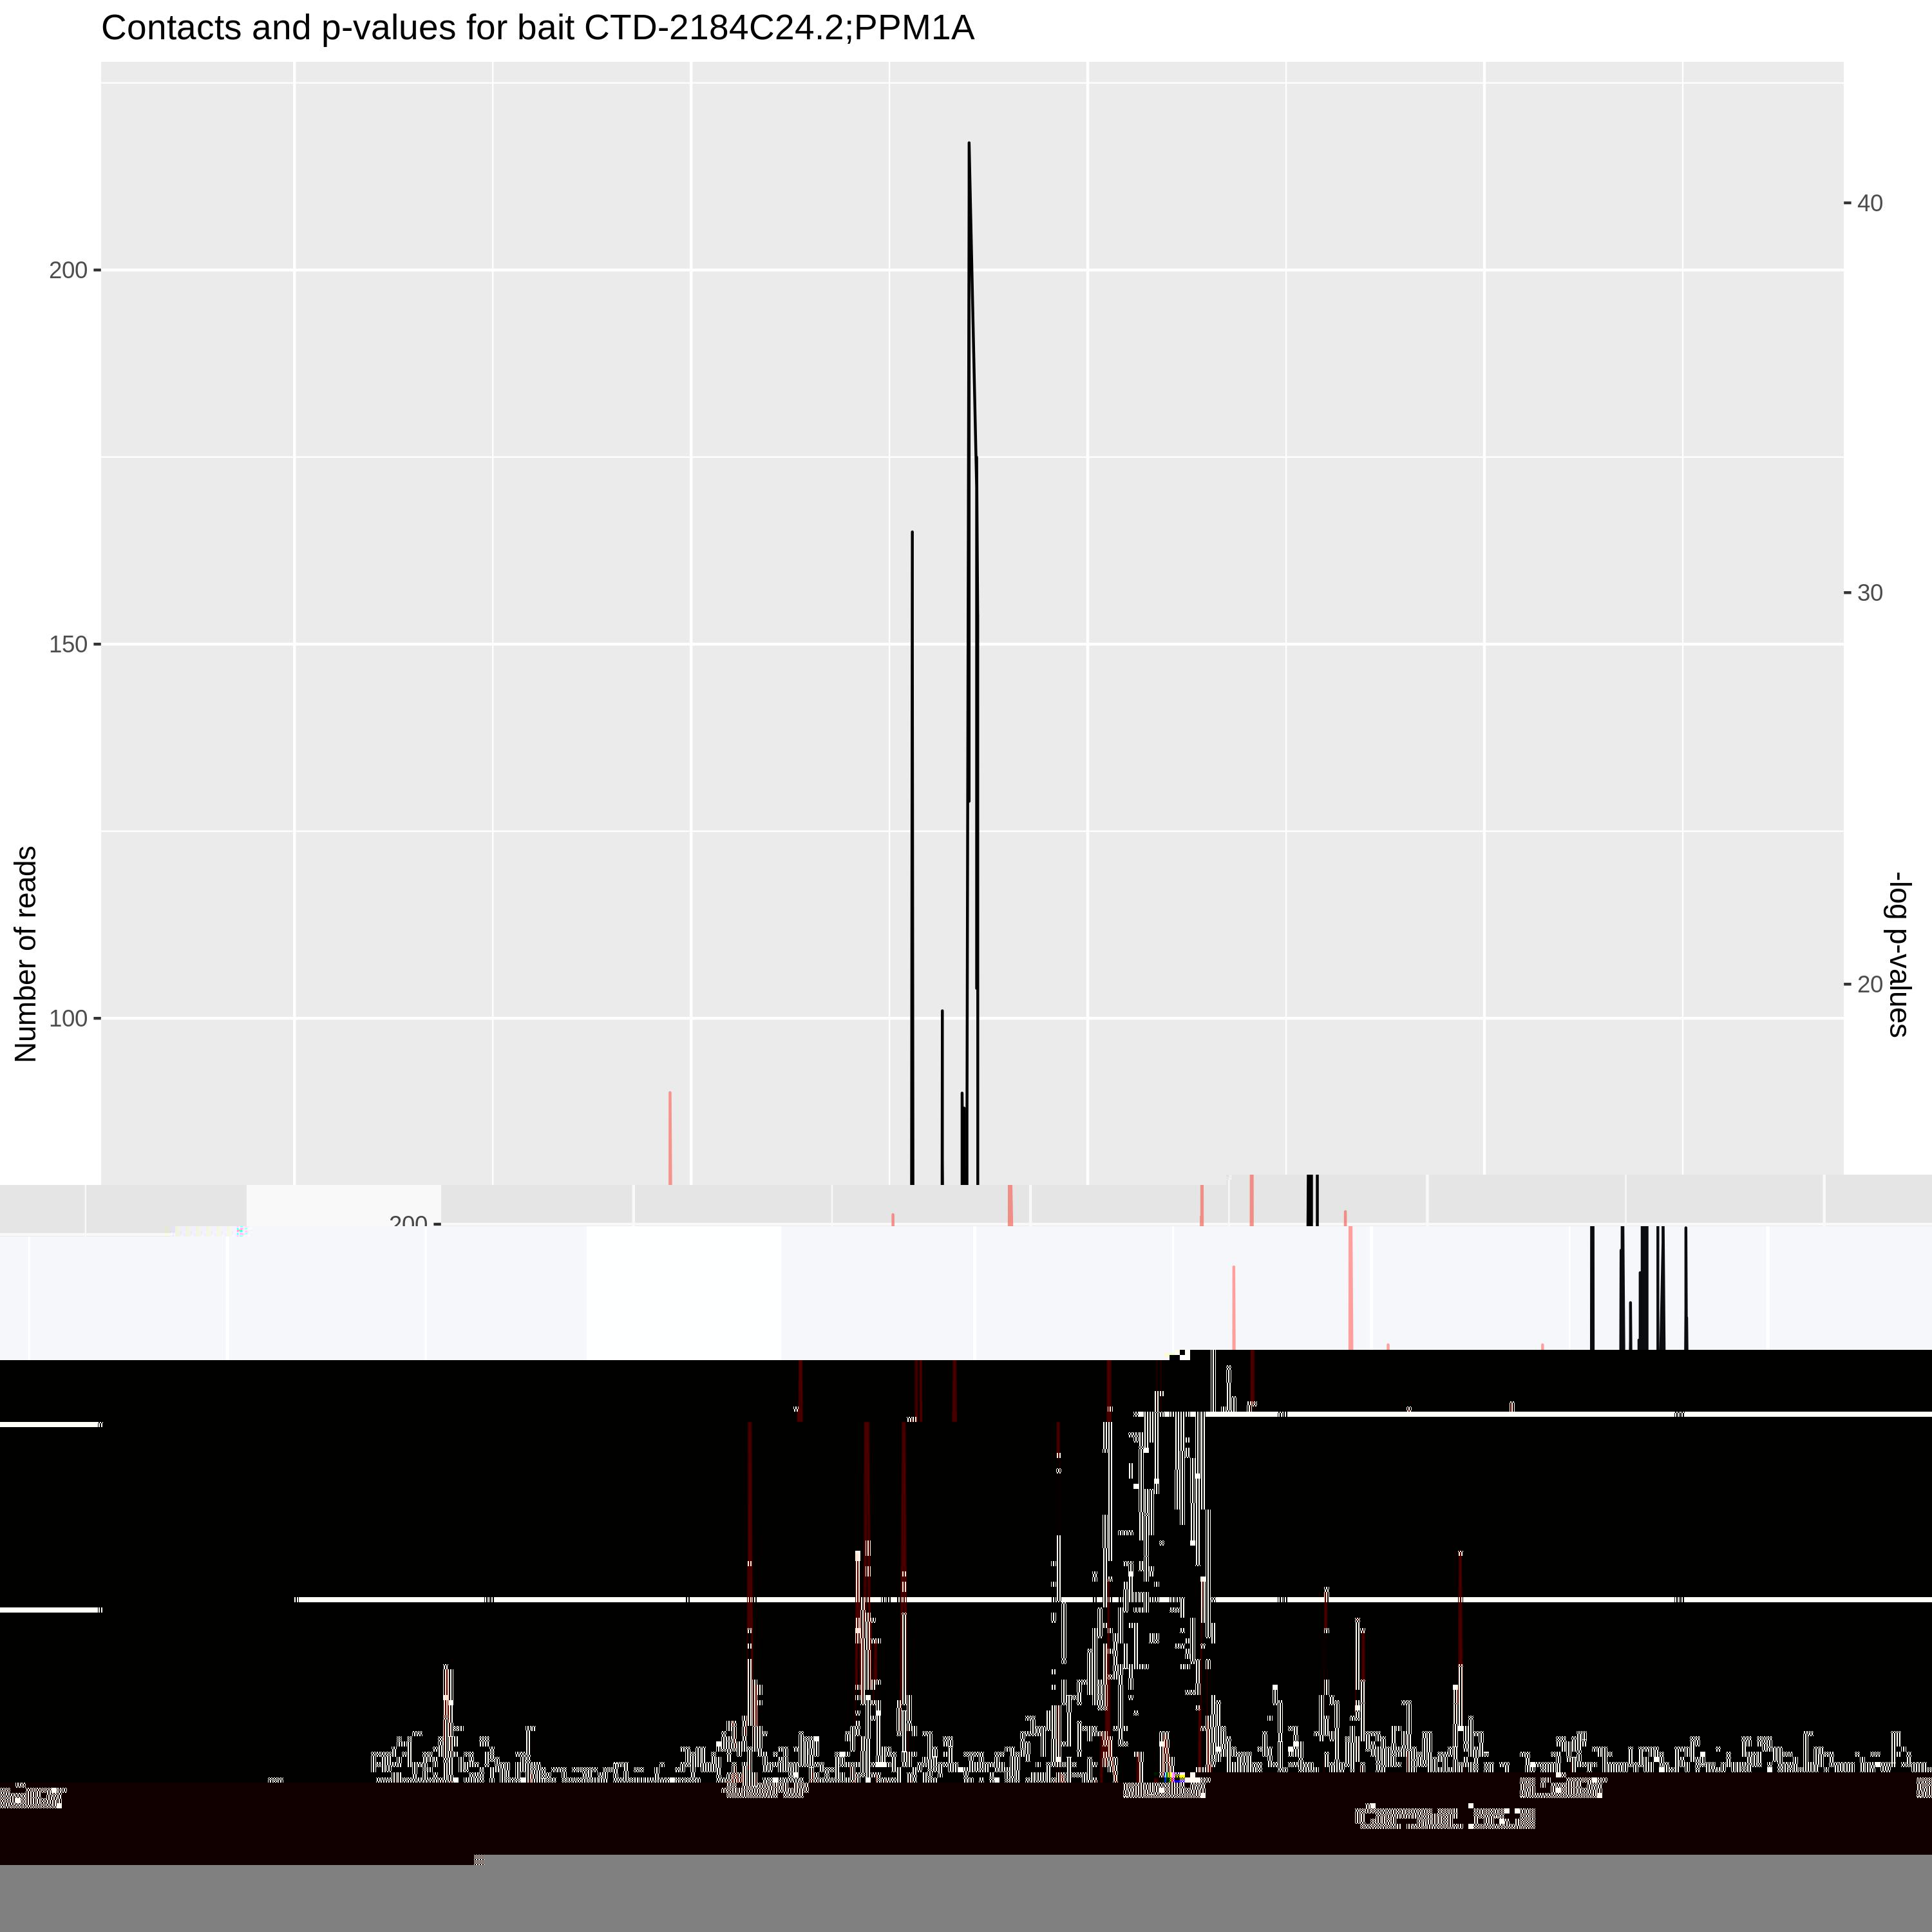 Contacts and p-values for bait CTD-2184C24.2;PPM1A
40
200
30
150
Number of reads
-log p-values
20
100
200